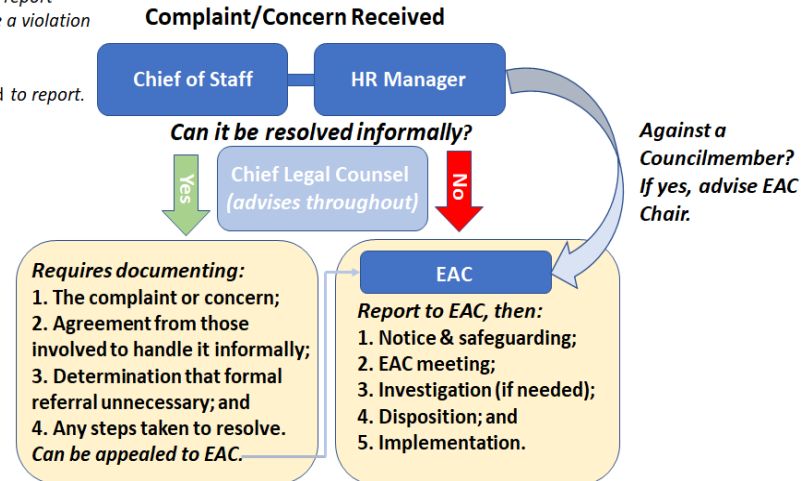 report
a violation
to report.
Complaint/Concern Received
Chief of Staff
HR Manager
Can it be resolved informally?
Yes
Chief Legal Counsel
(advises throughout)
No
Against a
Councilmember?
If yes, advise EAC
Chair.
Requires documenting:
1. The complaint or concern;
2. Agreement from those
involved to handle it informally;
3. Determination that formal
referral unnecessary; and
4. Any steps taken to resolve.
Can be appealed to EAC.
EAC
Report to EAC, then:
1. Notice & safeguarding;
2. EAC meeting;
3. Investigation (if needed);
4. Disposition; and
5. Implementation.